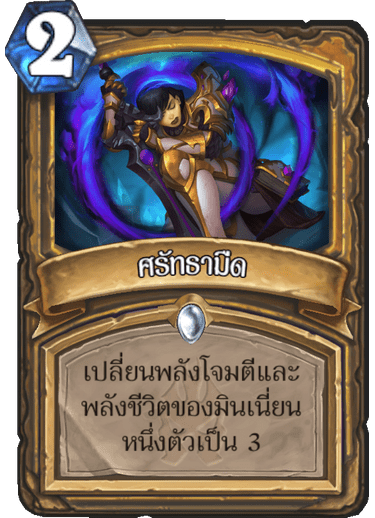 2
ศรัทธามืด
เปลี่ยนพลังโจมตีและ
พลังชีวิตของมินเนี่ยน
หนึ่งตัวเป็น 3